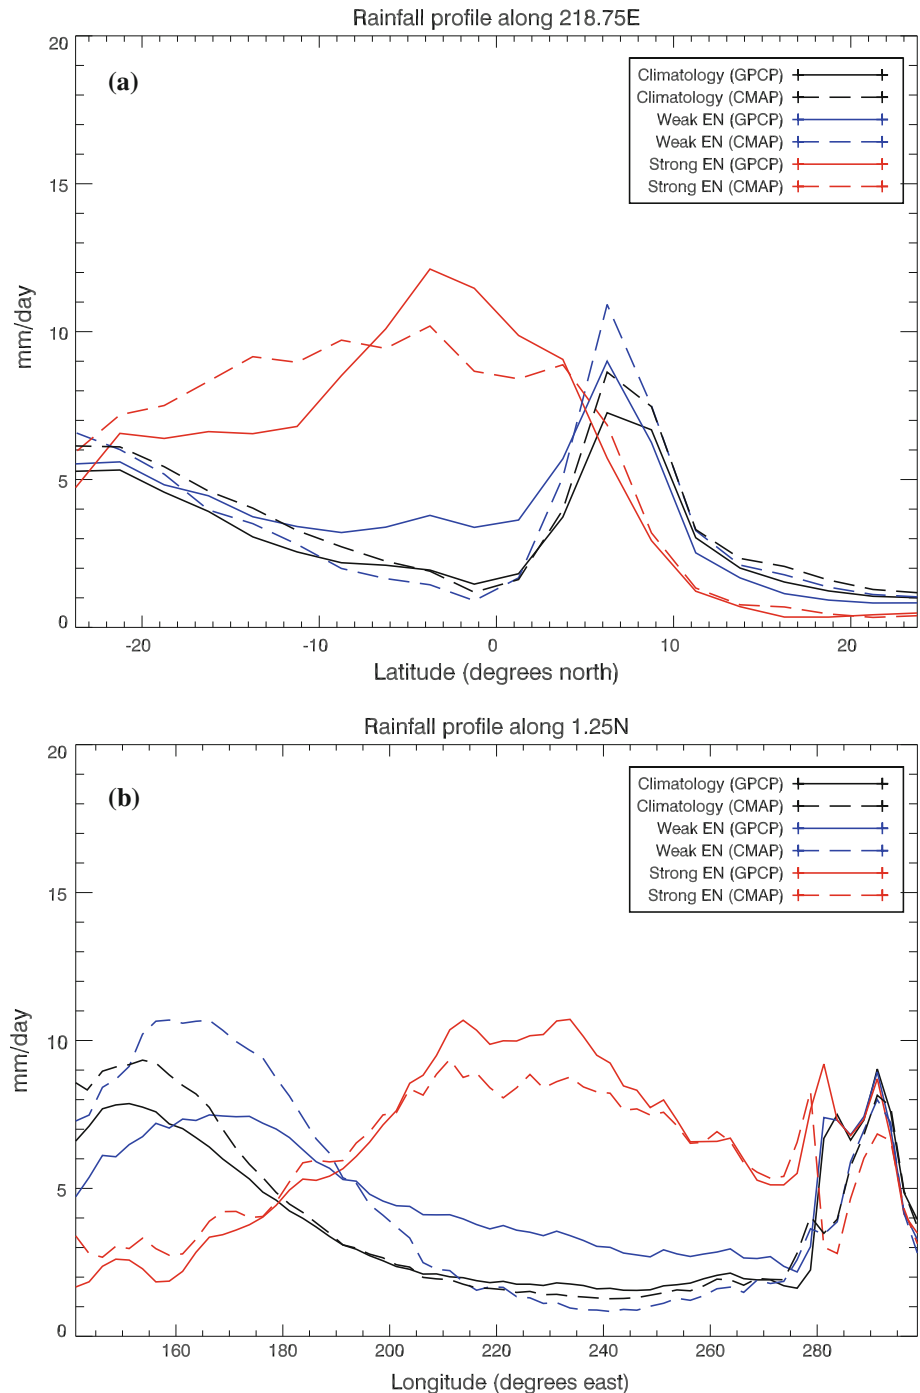 Rainfall profile along 218.75E
20
(a)
Climatology (GPCP)
Climatology (CMAP)
Weak EN (GPCP)
Weak EN (CMAP)
Strong EN (GPCP)
Strong EN (CMAP)
15
10
5
0
mm/day
-20 -10 0 10 20
Latitude (degrees north)
Rainfall profile along 1.25N
20
(b)
Climatology (GPCP)
Climatology (CMAP)
Weak EN (GPCP)
Weak EN (CMAP)
Strong EN (GPCP)
Strong EN (CMAP)
15
10
5
0
mm/day
160 180 200 220 240 260 280
Longitude (degrees east)